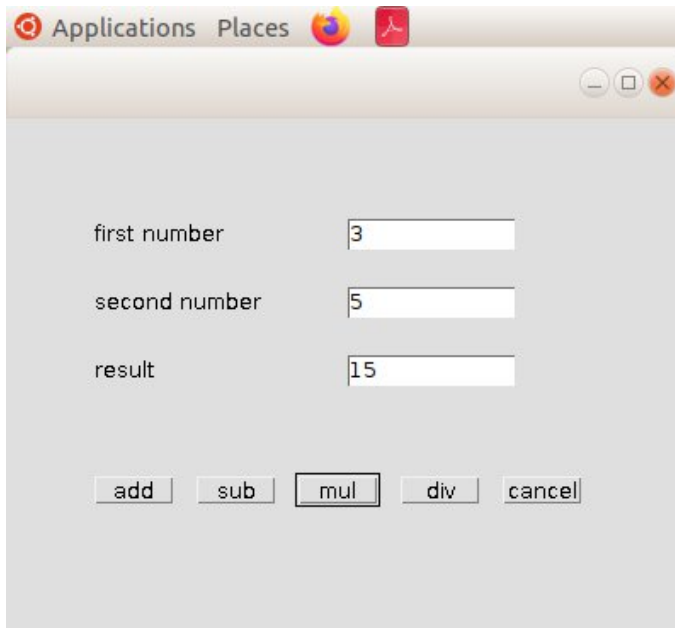 Applications Places
first number 3
second number 5
result 15
add sub mul div cancel